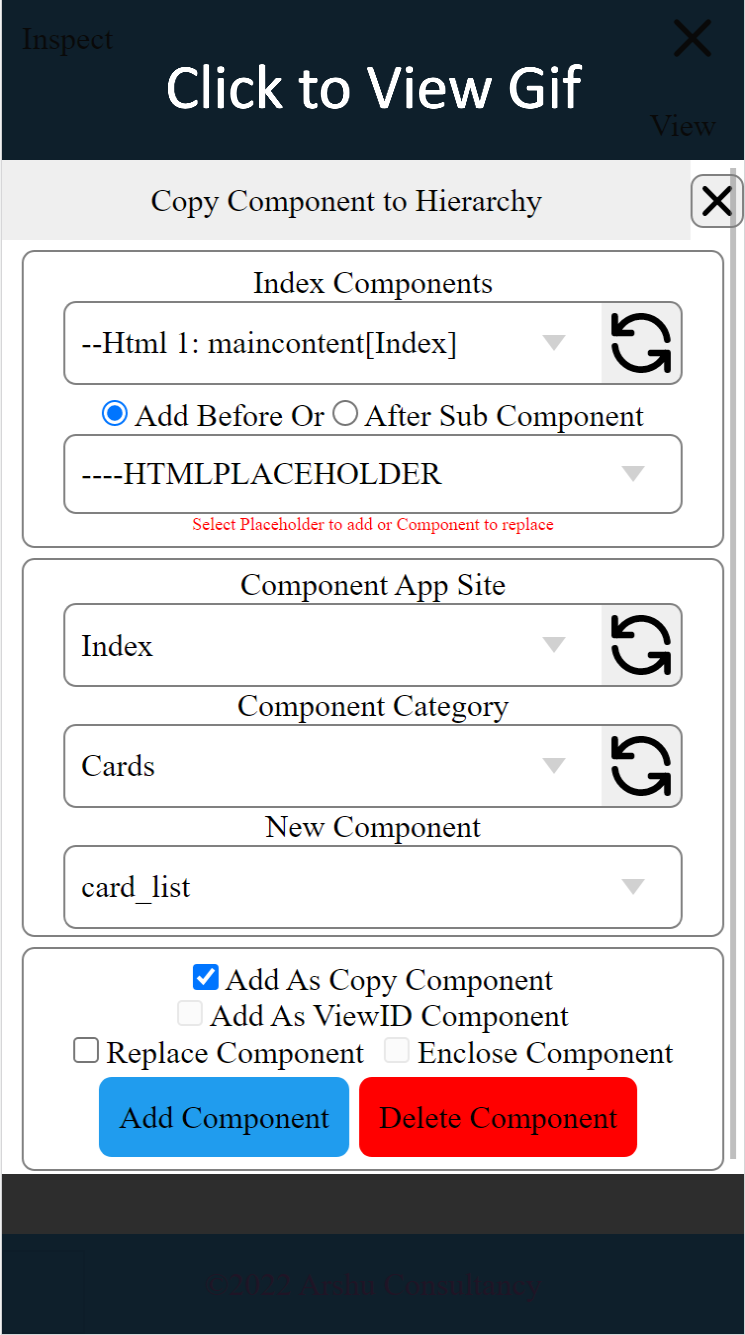 Inspect
Click to View Gif
View
Copy Component to Hierarchy
Index Components
--Html 1: maincontent[Index]
Add Before Or After Sub Component
----HTMLPLACEHOLDER
Select Placeholder to add or Component to replace
Component App Site
Index
Component Category
Cards
New Component
card_list
Add As Copy Component
Add As ViewID Component
Replace Component Enclose Component
Add Component Delete Component
©2022 Arshu Consultancy